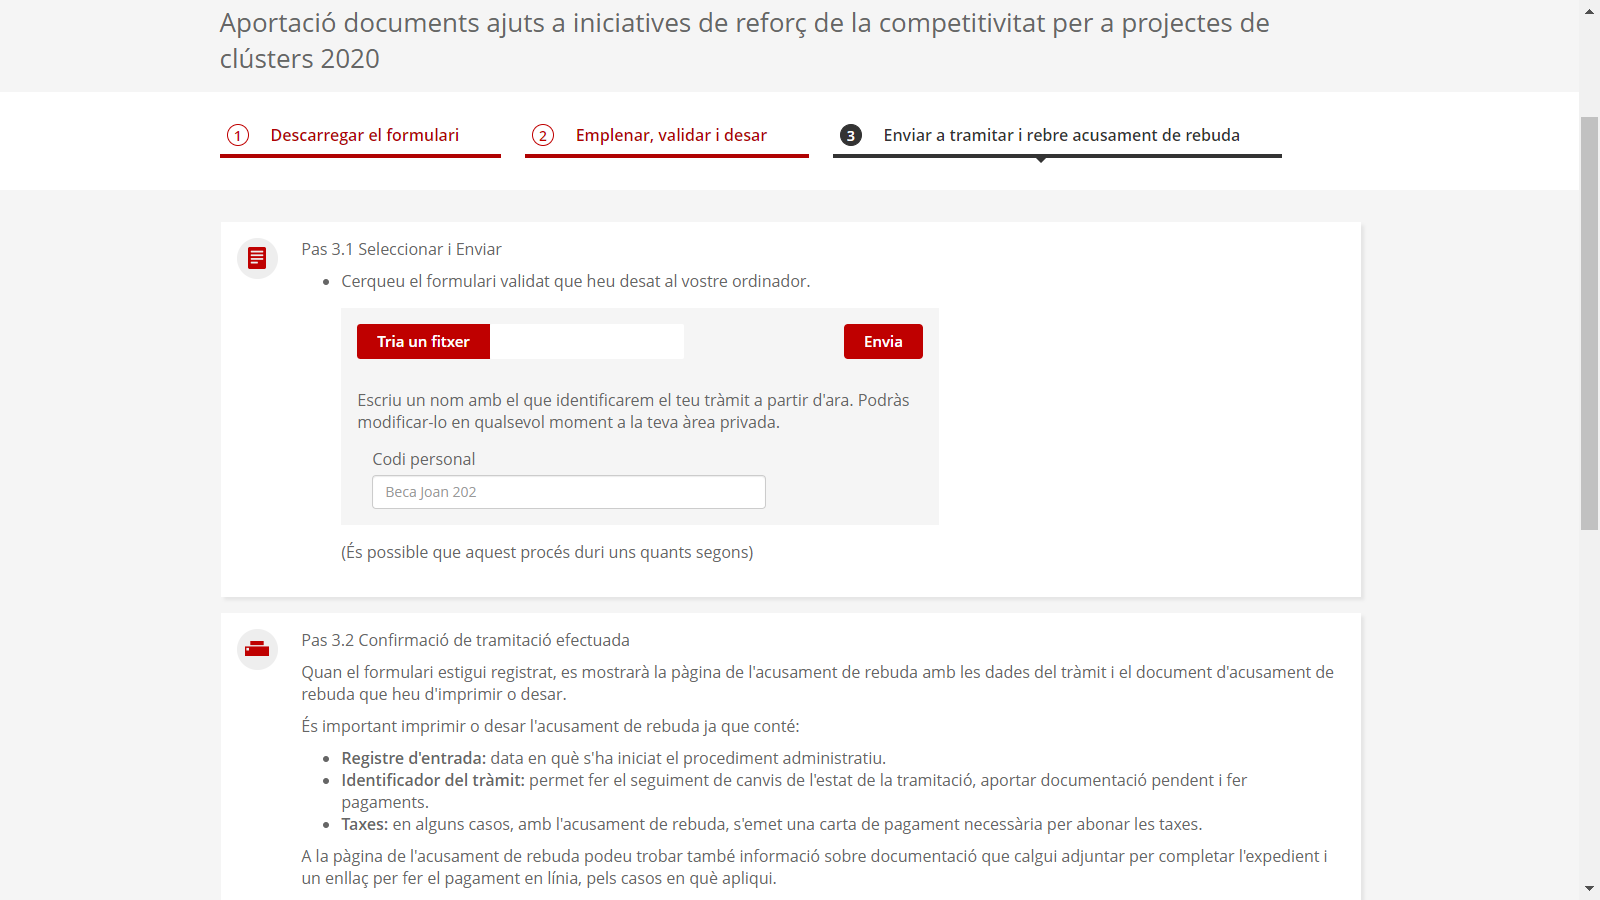 Aportació documents ajuts a iniciatives de reforç de la competitivitat per a projectes de
clústers 2020
1 Descarregar el formulari
2 Emplenar, validar i desar
3 Enviar a tramitar i rebre acusament de rebuda
Pas 3.1 Seleccionar i Enviar
Cerqueu el formulari validat que heu desat al vostre ordinador.
Tria un fitxer
Envia
Escriu un nom amb el que identificarem el teu tràmit a partir d'ara. Podràs
modificar-lo en qualsevol moment a la teva àrea privada.
Codi personal
Beca Joan 202
(És possible que aquest procés duri uns quants segons)
Pas 3.2 Confirmació de tramitació efectuada
Quan el formulari estigui registrat, es mostrarà la pàgina de l'acusament de rebuda amb les dades del tràmit i el document d'acusament de
rebuda que heu d'imprimir o desar.
És important imprimir o desar l'acusament de rebuda ja que conté:
Registre d'entrada: data en què s'ha iniciat el procediment administratiu.
Identificador del tràmit: permet fer el seguiment de canvis de l'estat de la tramitació, aportar documentació pendent i fer
pagaments.
Taxes: en alguns casos, amb l'acusament de rebuda, s'emet una carta de pagament necessària per abonar les taxes.
A la pàgina de l'acusament de rebuda podeu trobar també informació sobre documentació que calgui adjuntar per completar l'expedient i
un enllaç per fer el pagament en línia, pels casos en què apliqui.